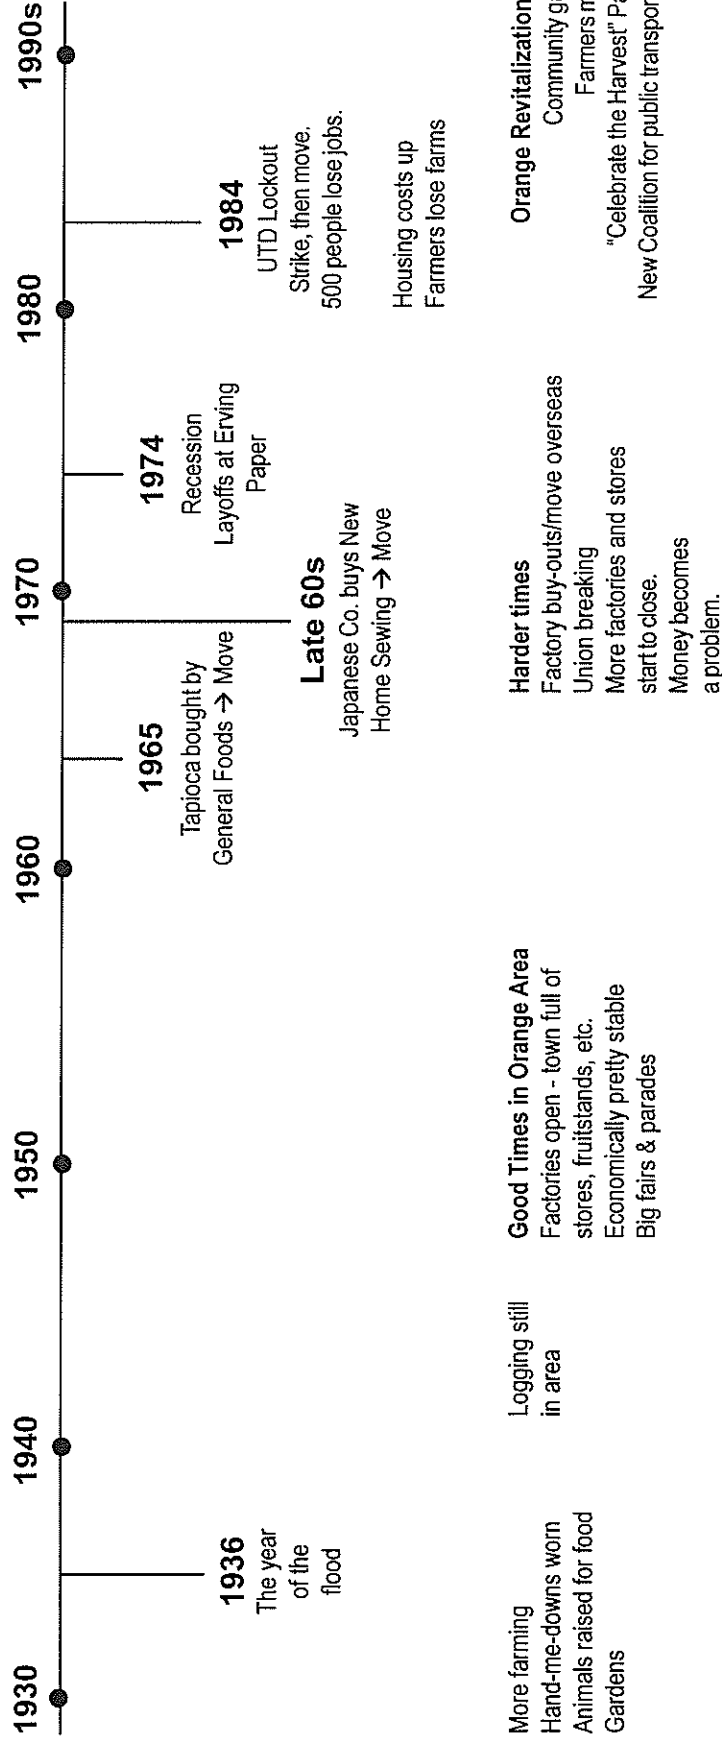 1930
1940
1950
1960
1970
1980
1990s
1936
The year
of the
flood
1965
Tapioca bought by
General Foods → Move
Late 60s
Japanese Co. buys New
Home Sewing → Move
1974
Recession
Layoffs at Erving
Paper
1984
UTD Lockout
Strike, then move.
500 people lose jobs.
Housing costs up
Farmers lose farms
More farming
Hand-me-downs worn
Animals raised for food
Gardens
Logging still
in area
Good Times in Orange Area
Factories open - town full of
stores, fruitstands, etc.
Economically pretty stable
Big fairs & parades
Harder times
Factory buy-outs/move overseas
Union breaking
More factories and stores
start to close.
Money becomes
a problem.
Orange Revitalization
Community
Farmers
"Celebrate the Harvest"
New Coalition for public